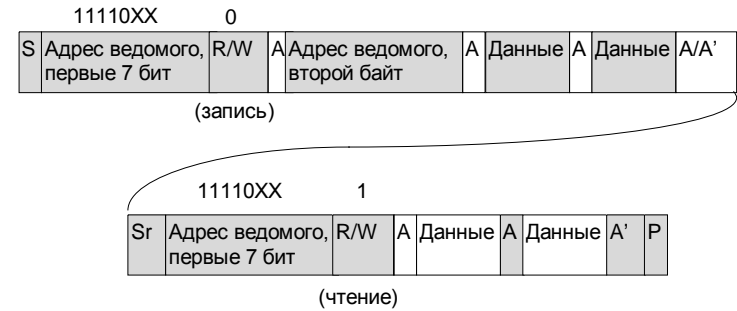 11110XX 0
S Адрес ведомого, первые 7 бит R/W A Адрес ведомого, второй байт A Данные A Данные A/A'
(запись)
11110XX 1
Sr Адрес ведомого, первые 7 бит R/W A Данные A Данные A' P
(чтение)